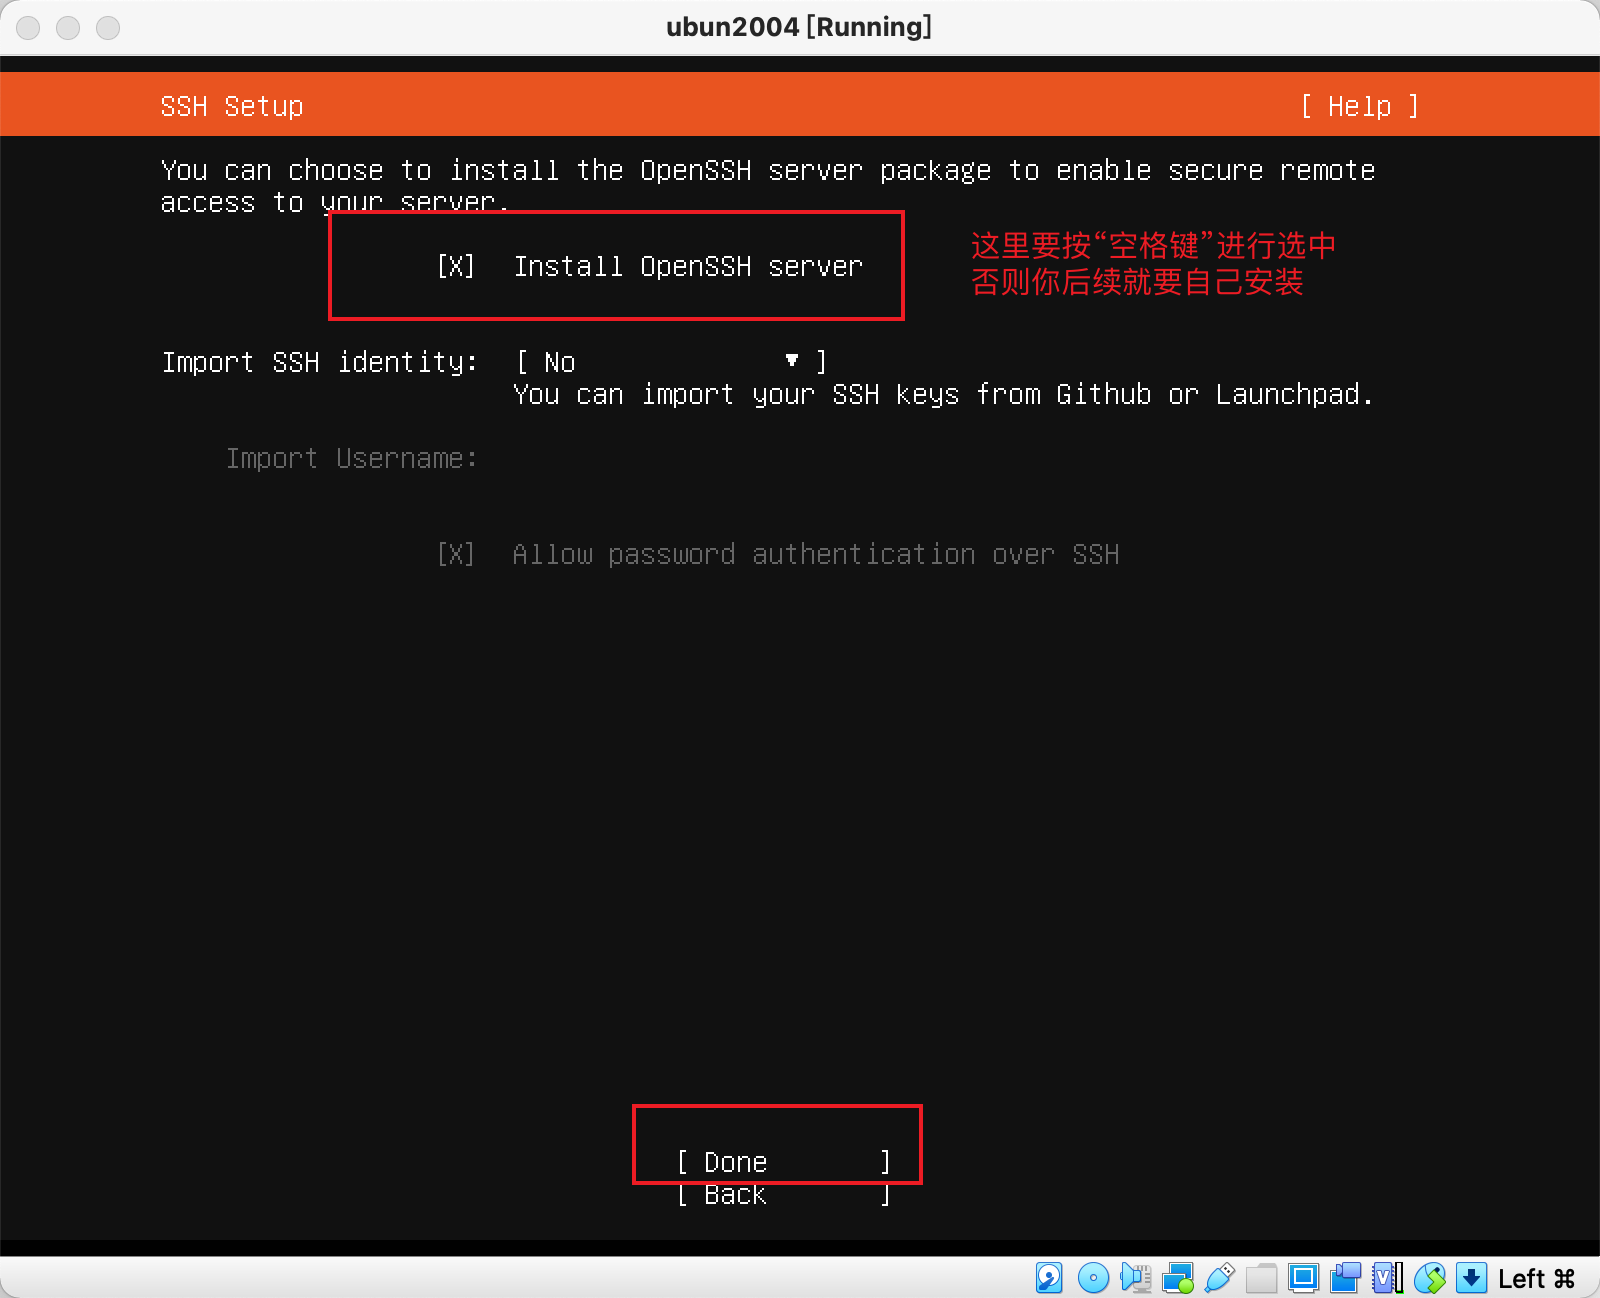 ubun2004 [Running]
SSH Setup [ Help ]
You can choose to install the OpenSSH server package to enable secure remote
access to your server.
[X] Install OpenSSH server
这里要按“空格键”进行选中
否则你后续就要自己安装
Import SSH identity: [ No ▼ ]
You can import your SSH keys from Github or Launchpad.
Import Username:
[X] Allow password authentication over SSH
[ Done ]
[ Back ]
Left ⌘